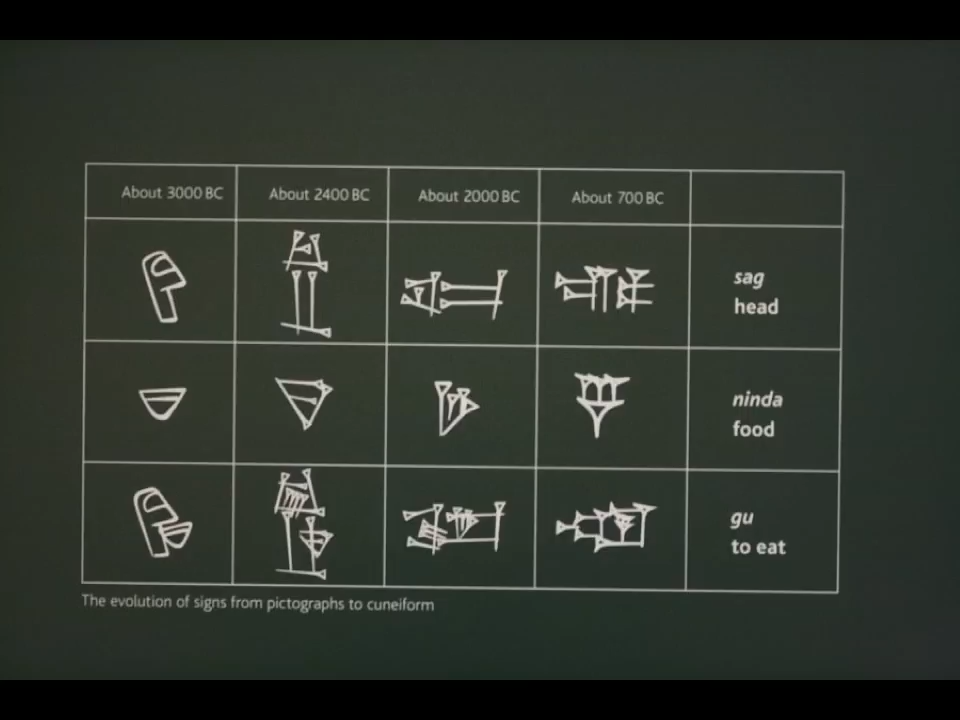 About 3000 BC
About 2400 BC
About 2000 BC
About 700 BC
sag
head
ninda
food
gu
to eat
The evolution of signs from pictographs to cuneiform